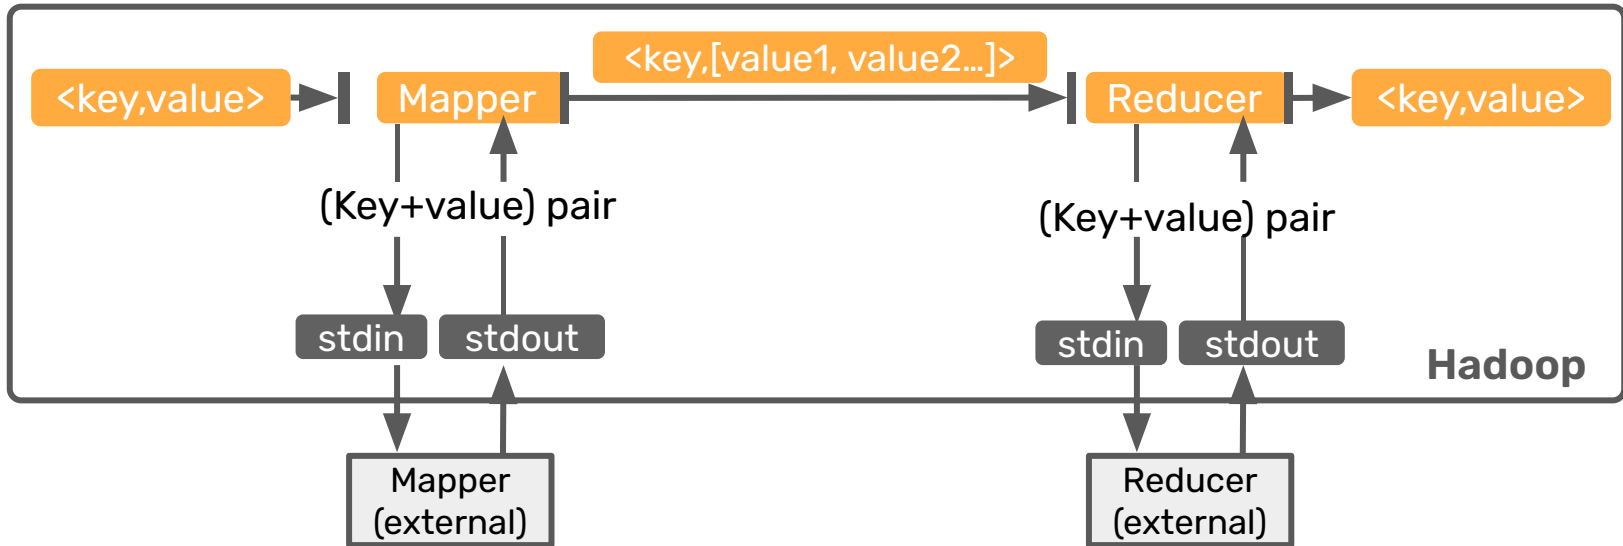 <key,[value1, value2...]>
<key,value>
Mapper
Reducer
<key,value>
(Key+value) pair
(Key+value) pair
stdin
stdout
stdin
stdout
Hadoop
Mapper
(external)
Reducer
(external)